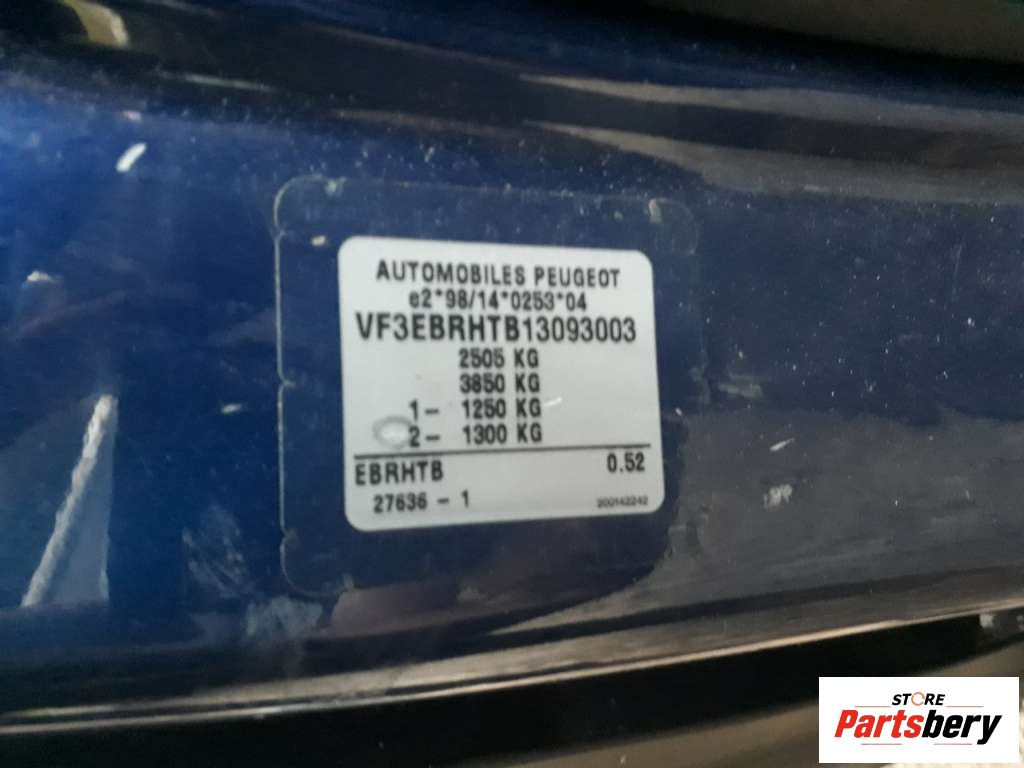 AUTOMOBILES PEUGEOT
e2*98/14*0253*04
VF3EBRHTB13093003
2505 KG
3850 KG
1- 1250 KG
2- 1300 KG
EBRHTB 0.52
27636 - 1 200142242
STORE
Partsbery